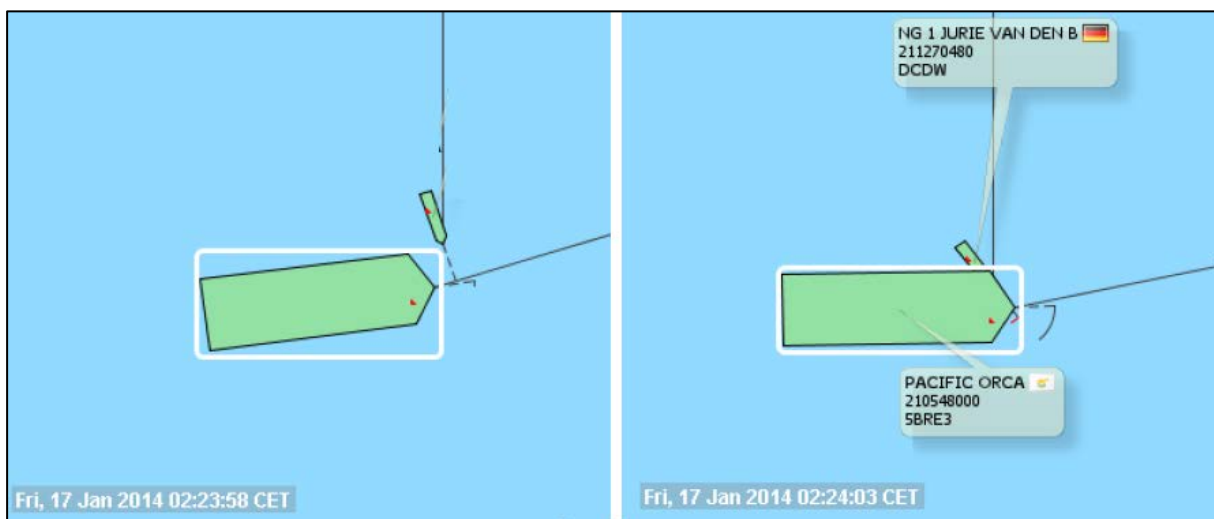 NG 1 JURIE VAN DEN B
211270480
DCDW
PACIFIC ORCA
210548000
5BRE3
Fri, 17 Jan 2014 02:23:58 CET
Fri, 17 Jan 2014 02:24:03 CET